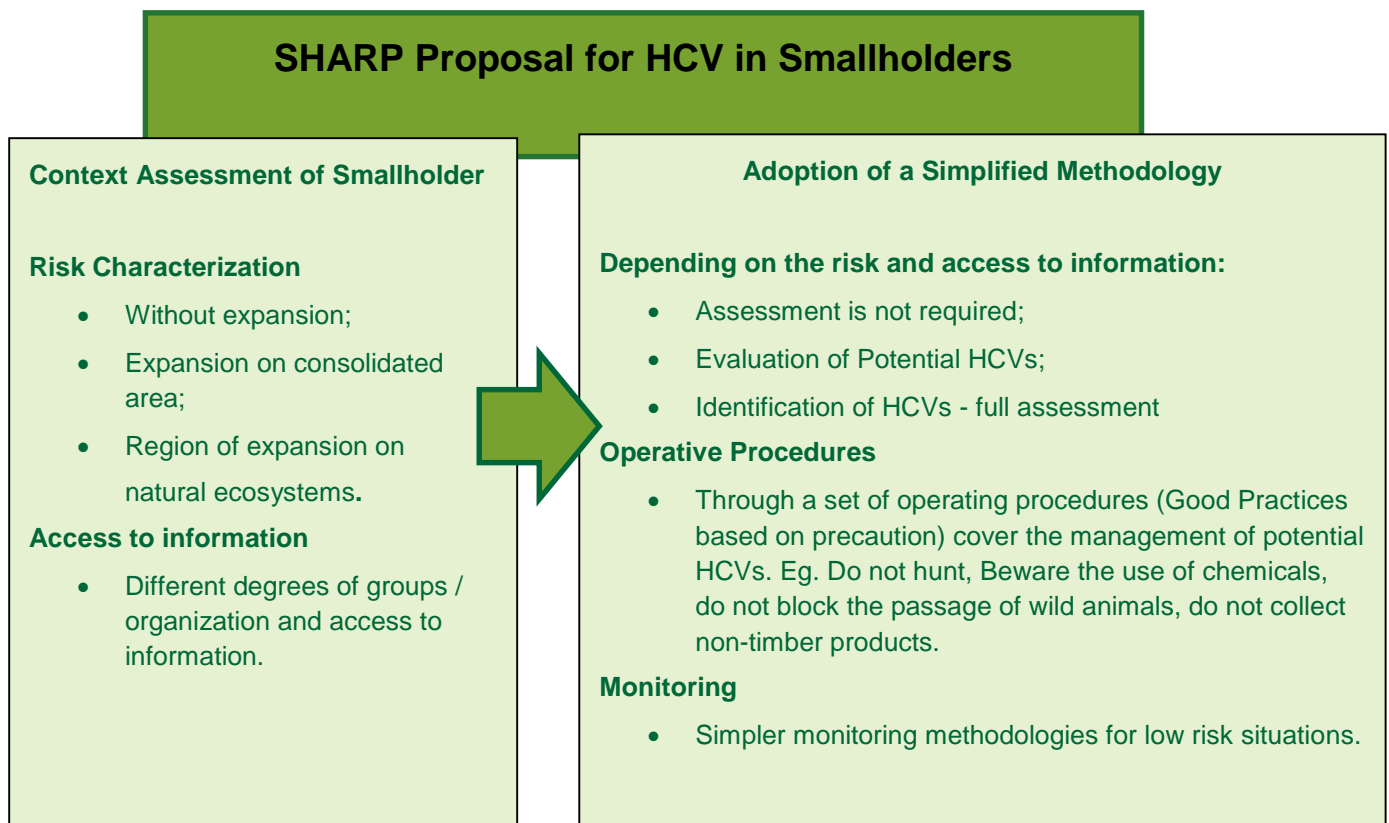 SHARP Proposal for HCV in Smallholders
Context Assessment of Smallholder
Risk Characterization
• Without expansion;
• Expansion on consolidated
area;
• Region of expansion on
natural ecosystems.
Access to information
• Different degrees of groups /
organization and access to
information.
Adoption of a Simplified Methodology
Depending on the risk and access to information:
• Assessment is not required;
• Evaluation of Potential HCVs;
• Identification of HCVs - full assessment
Operative Procedures
• Through a set of operating procedures (Good Practices
based on precaution) cover the management of potential
HCVs. Eg. Do not hunt, Beware the use of chemicals,
do not block the passage of wild animals, do not collect
non-timber products.
Monitoring
• Simpler monitoring methodologies for low risk situations.